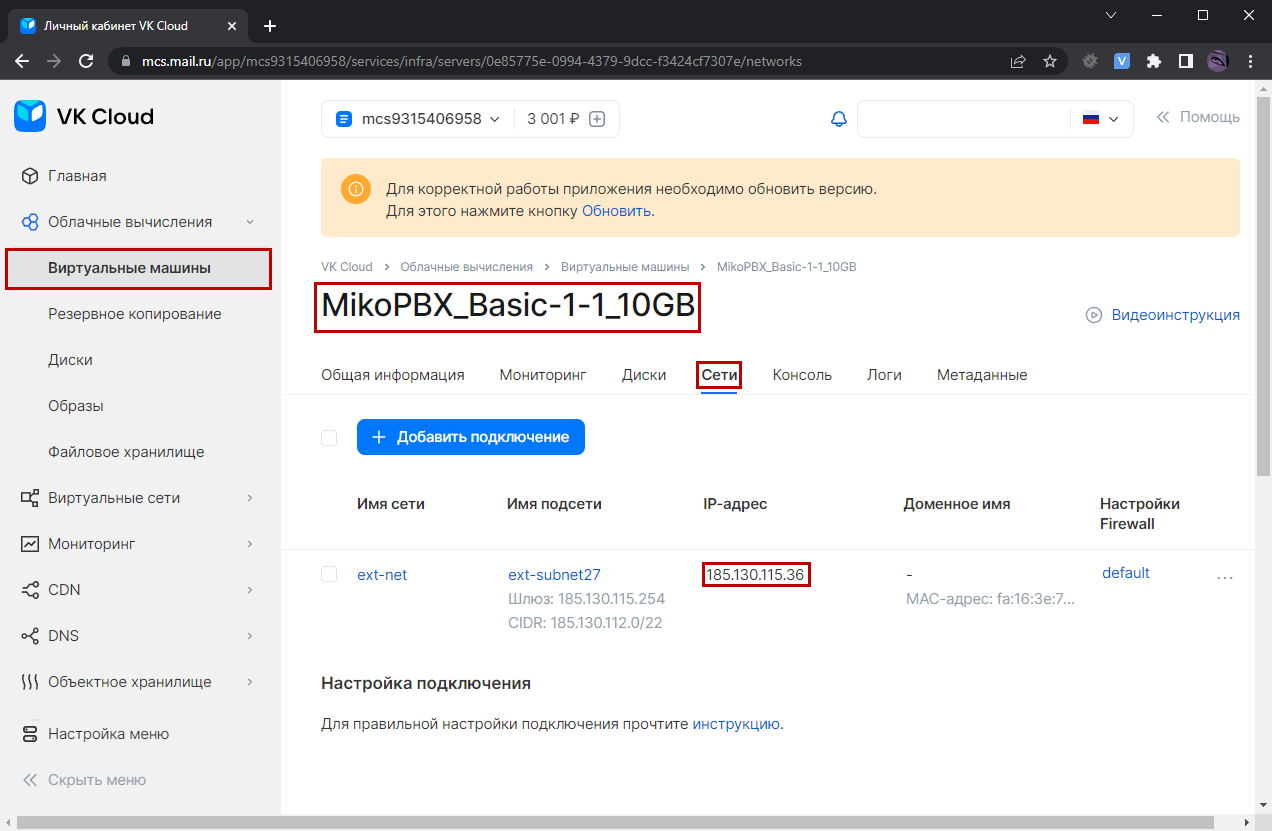 Личный кабинет VK Cloud
mcs.mail.ru/app/mcs9315406958/services/infra/servers/0e85775e-0994-4379-9dcc-f3424cf7307e/networks
VK Cloud
Главная
Облачные вычисления
Виртуальные машины
Резервное копирование
Диски
Образы
Файловое хранилище
Виртуальные сети
Мониторинг
CDN
DNS
Объектное хранилище
Настройка меню
Скрыть меню
mcs9315406958
3 001 ₽
Помощь
Для корректной работы приложения необходимо обновить версию.
Для этого нажмите кнопку Обновить.
VK Cloud > Облачные вычисления > Виртуальные машины > MikoPBX_Basic-1-1_10GB
MikoPBX_Basic-1-1_10GB
Видеоинструкция
Общая информация Мониторинг Диски Сети Консоль Логи Метаданные
+ Добавить подключение
Имя сети Имя подсети IP-адрес Доменное имя Настройки Firewall
ext-net ext-subnet27 185.130.115.36 - default ...
Шлюз: 185.130.115.254 MAC-адрес: fa:16:3e:7...
CIDR: 185.130.112.0/22
Настройка подключения
Для правильной настройки подключения прочтите инструкцию.